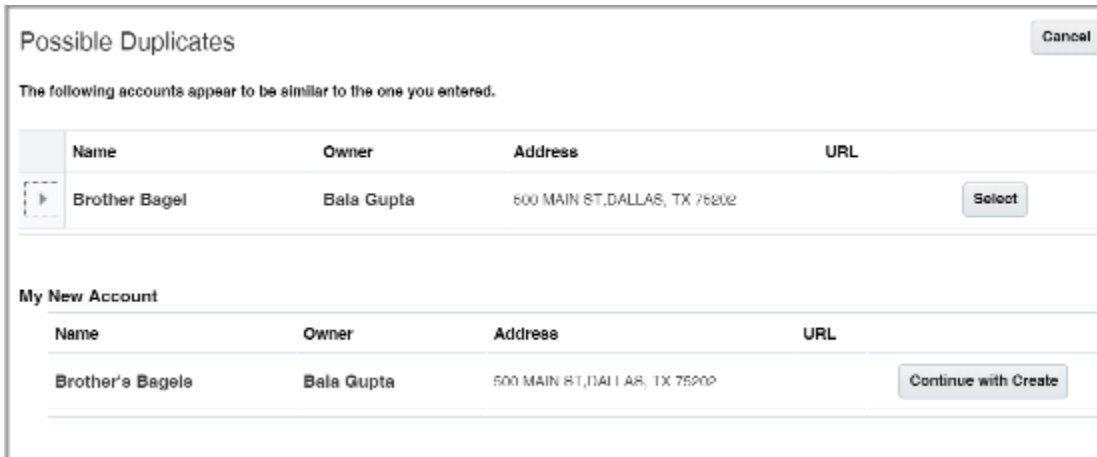 Possible Duplicates
Cancel
The following accounts appear to be similar to the one you entered.
Name Owner Address URL
Brother Bagel Bala Gupta 500 MAIN ST,DALLAS, TX 75202 Select
My New Account
Name Owner Address URL
Brother's Bagels Bala Gupta 500 MAIN ST,DALLAS, TX 75202 Continue with Create